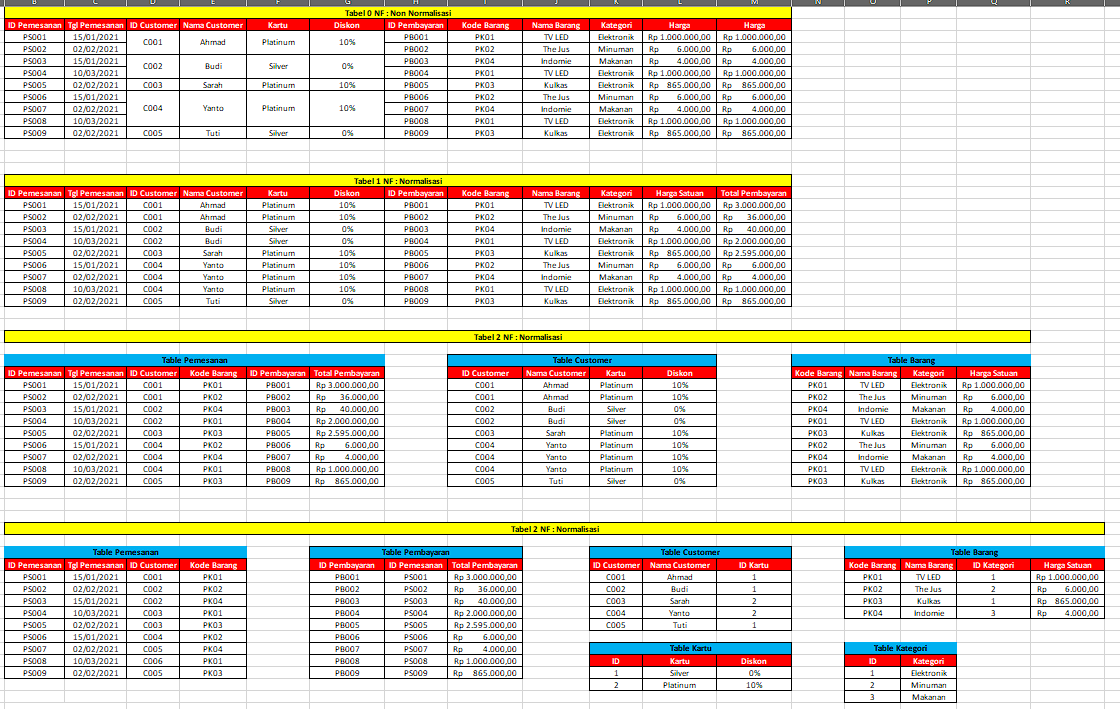 Tabel 0 NF : Non Normalisasi
ID Pemesanan Tgl Pemesanan ID Customer Nama Customer Kartu Diskon ID Pembayaran Kode Barang Nama Barang Kategori Harga Harga
PS001 15/01/2021 C001 Ahmad Platinum 10% PB001 PK01 TV LED Elektronik Rp 1.000.000,00 Rp 1.000.000,00
PS002 02/02/2021 PB002 PK02 The Jus Minuman Rp 6.000,00 Rp 6.000,00
PS003 15/01/2021 C002 Budi Silver 0% PB003 PK04 Indomie Makanan Rp 4.000,00 Rp 4.000,00
PS004 10/03/2021 PB004 PK01 TV LED Elektronik Rp 1.000.000,00 Rp 1.000.000,00
PS005 02/02/2021 C003 Sarah Platinum 10% PB005 PK03 Kulkas Elektronik Rp 865.000,00 Rp 865.000,00
PS006 15/01/2021 PB006 PK02 The Jus Minuman Rp 6.000,00 Rp 6.000,00
PS007 02/02/2021 C004 Yanto Platinum 10% PB007 PK04 Indomie Makanan Rp 4.000,00 Rp 4.000,00
PS008 10/03/2021 PB008 PK01 TV LED Elektronik Rp 1.000.000,00 Rp 1.000.000,00
PS009 02/02/2021 C005 Tuti Silver 0% PB009 PK03 Kulkas Elektronik Rp 865.000,00 Rp 865.000,00
Tabel 1 NF : Normalisasi
ID Pemesanan Tgl Pemesanan ID Customer Nama Customer Kartu Diskon ID Pembayaran Kode Barang Nama Barang Kategori Harga Satuan Total Pembayaran
PS001 15/01/2021 C001 Ahmad Platinum 10% PB001 PK01 TV LED Elektronik Rp 1.000.000,00 Rp 3.000.000,00
PS002 02/02/2021 C001 Ahmad Platinum 10% PB002 PK02 The Jus Minuman Rp 6.000,00 Rp 36.000,00
PS003 15/01/2021 C002 Budi Silver 0% PB003 PK04 Indomie Makanan Rp 4.000,00 Rp 40.000,00
PS004 10/03/2021 C002 Budi Silver 0% PB004 PK01 TV LED Elektronik Rp 1.000.000,00 Rp 2.000.000,00
PS005 02/02/2021 C003 Sarah Platinum 10% PB005 PK03 Kulkas Elektronik Rp 865.000,00 Rp 2.595.000,00
PS006 15/01/2021 C004 Yanto Platinum 10% PB006 PK02 The Jus Minuman Rp 6.000,00 Rp 6.000,00
PS007 02/02/2021 C004 Yanto Platinum 10% PB007 PK04 Indomie Makanan Rp 4.000,00 Rp 4.000,00
PS008 10/03/2021 C004 Yanto Platinum 10% PB008 PK01 TV LED Elektronik Rp 1.000.000,00 Rp 1.000.000,00
PS009 02/02/2021 C005 Tuti Silver 0% PB009 PK03 Kulkas Elektronik Rp 865.000,00 Rp 865.000,00
Tabel 2 NF : Normalisasi
Table Pemesanan
ID Pemesanan Tgl Pemesanan ID Customer Kode Barang ID Pembayaran Total Pembayaran
PS001 15/01/2021 C001 PK01 PB001 Rp 3.000.000,00
PS002 02/02/2021 C001 PK02 PB002 Rp 36.000,00
PS003 15/01/2021 C002 PK04 PB003 Rp 40.000,00
PS004 10/03/2021 C002 PK01 PB004 Rp 2.000.000,00
PS005 02/02/2021 C003 PK03 PB005 Rp 2.595.000,00
PS006 15/01/2021 C004 PK02 PB006 Rp 6.000,00
PS007 02/02/2021 C004 PK04 PB007 Rp 4.000,00
PS008 10/03/2021 C004 PK01 PB008 Rp 1.000.000,00
PS009 02/02/2021 C005 PK03 PB009 Rp 865.000,00
Table Customer
ID Customer Nama Customer Kartu Diskon
C001 Ahmad Platinum 10%
C001 Ahmad Platinum 10%
C002 Budi Silver 0%
C002 Budi Silver 0%
C003 Sarah Platinum 10%
C004 Yanto Platinum 10%
C004 Yanto Platinum 10%
C004 Yanto Platinum 10%
C005 Tuti Silver 0%
Table Barang
Kode Barang Nama Barang Kategori Harga Satuan
PK01 TV LED Elektronik Rp 1.000.000,00
PK02 The Jus Minuman Rp 6.000,00
PK04 Indomie Makanan Rp 4.000,00
PK01 TV LED Elektronik Rp 1.000.000,00
PK03 Kulkas Elektronik Rp 865.000,00
PK02 The Jus Minuman Rp 6.000,00
PK04 Indomie Makanan Rp 4.000,00
PK01 TV LED Elektronik Rp 1.000.000,00
PK03 Kulkas Elektronik Rp 865.000,00
Tabel 2 NF : Normalisasi
Table Pemesanan
ID Pemesanan Tgl Pemesanan ID Customer Kode Barang
PS001 15/01/2021 C001 PK01
PS002 02/02/2021 C002 PK02
PS003 15/01/2021 C002 PK04
PS004 10/03/2021 C003 PK01
PS005 02/02/2021 C003 PK03
PS006 15/01/2021 C004 PK02
PS007 02/02/2021 C005 PK04
PS008 10/03/2021 C006 PK01
PS009 02/02/2021 C005 PK03
Table Pembayaran
ID Pembayaran ID Pemesanan Total Pembayaran
PB001 PS001 Rp 3.000.000,00
PB002 PS002 Rp 36.000,00
PB003 PS003 Rp 40.000,00
PB004 PS004 Rp 2.000.000,00
PB005 PS005 Rp 2.595.000,00
PB006 PS006 Rp 6.000,00
PB007 PS007 Rp 4.000,00
PB008 PS008 Rp 1.000.000,00
PB009 PS009 Rp 865.000,00
Table Customer
ID Customer Nama Customer ID Kartu
C001 Ahmad 1
C002 Budi 1
C003 Sarah 2
C004 Yanto 2
C005 Tuti 1
Table Kartu
ID Kartu Diskon
1 Silver 0%
2 Platinum 10%
Table Barang
Kode Barang Nama Barang ID Kategori Harga Satuan
PK01 TV LED 1 Rp 1.000.000,00
PK02 The Jus 2 Rp 6.000,00
PK03 Kulkas 1 Rp 865.000,00
PK04 Indomie 3 Rp 4.000,00
Table Kategori
ID Kategori
1 Elektronik
2 Minuman
3 Makanan